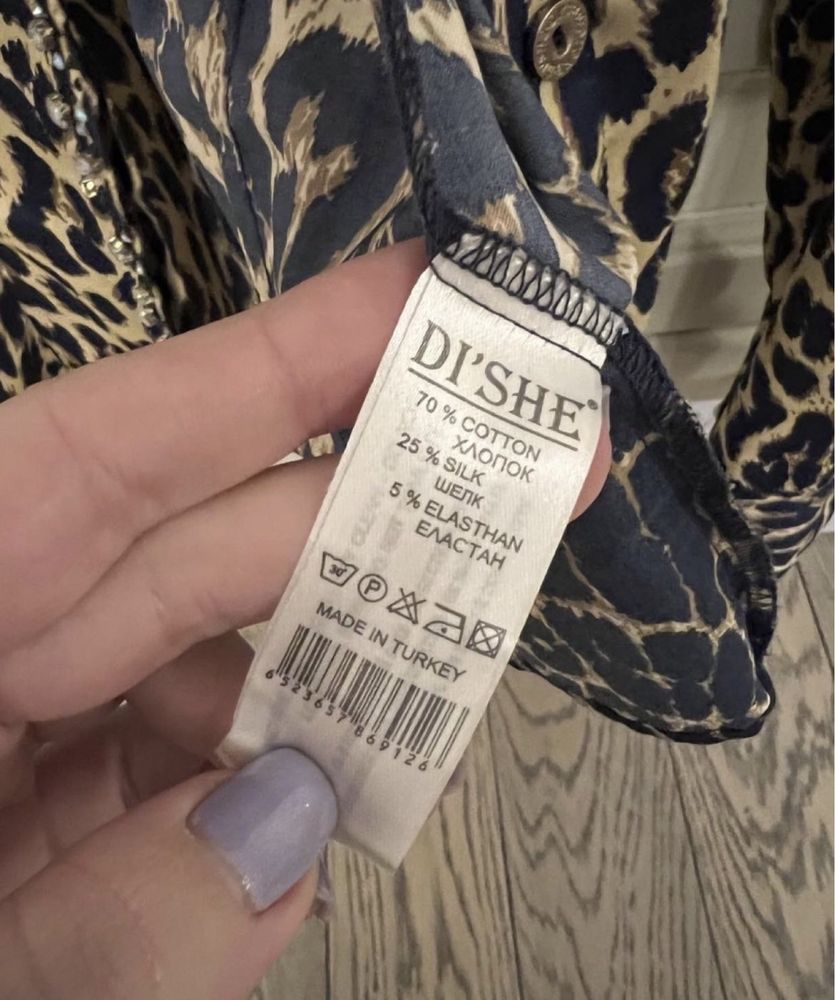 DI'SHE®
70 % COTTON
ХЛОПОК
25 % SILK
ШЕЛК
5 % ELASTHAN
ЕЛАСТАН
30°
P
MADE IN TURKEY
6523657869126